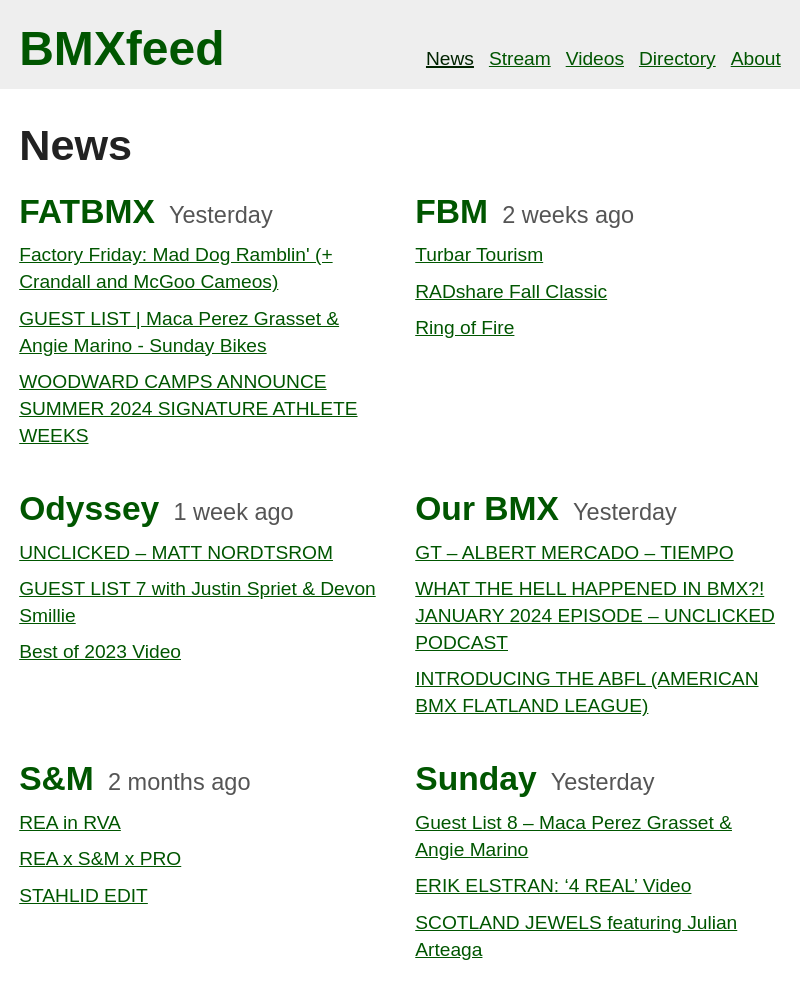 BMXfeed
News Stream Videos Directory About
News
FATBMX Yesterday
Factory Friday: Mad Dog Ramblin' (+
Crandall and McGoo Cameos)
GUEST LIST | Maca Perez Grasset &
Angie Marino - Sunday Bikes
WOODWARD CAMPS ANNOUNCE
SUMMER 2024 SIGNATURE ATHLETE
WEEKS
FBM 2 weeks ago
Turbar Tourism
RADshare Fall Classic
Ring of Fire
Odyssey 1 week ago
UNCLICKED – MATT NORDTSROM
GUEST LIST 7 with Justin Spriet & Devon
Smillie
Best of 2023 Video
Our BMX Yesterday
GT – ALBERT MERCADO – TIEMPO
WHAT THE HELL HAPPENED IN BMX?!
JANUARY 2024 EPISODE – UNCLICKED
PODCAST
INTRODUCING THE ABFL (AMERICAN
BMX FLATLAND LEAGUE)
S&M 2 months ago
REA in RVA
REA x S&M x PRO
STAHLID EDIT
Sunday Yesterday
Guest List 8 – Maca Perez Grasset &
Angie Marino
ERIK ELSTRAN: ‘4 REAL’ Video
SCOTLAND JEWELS featuring Julian
Arteaga